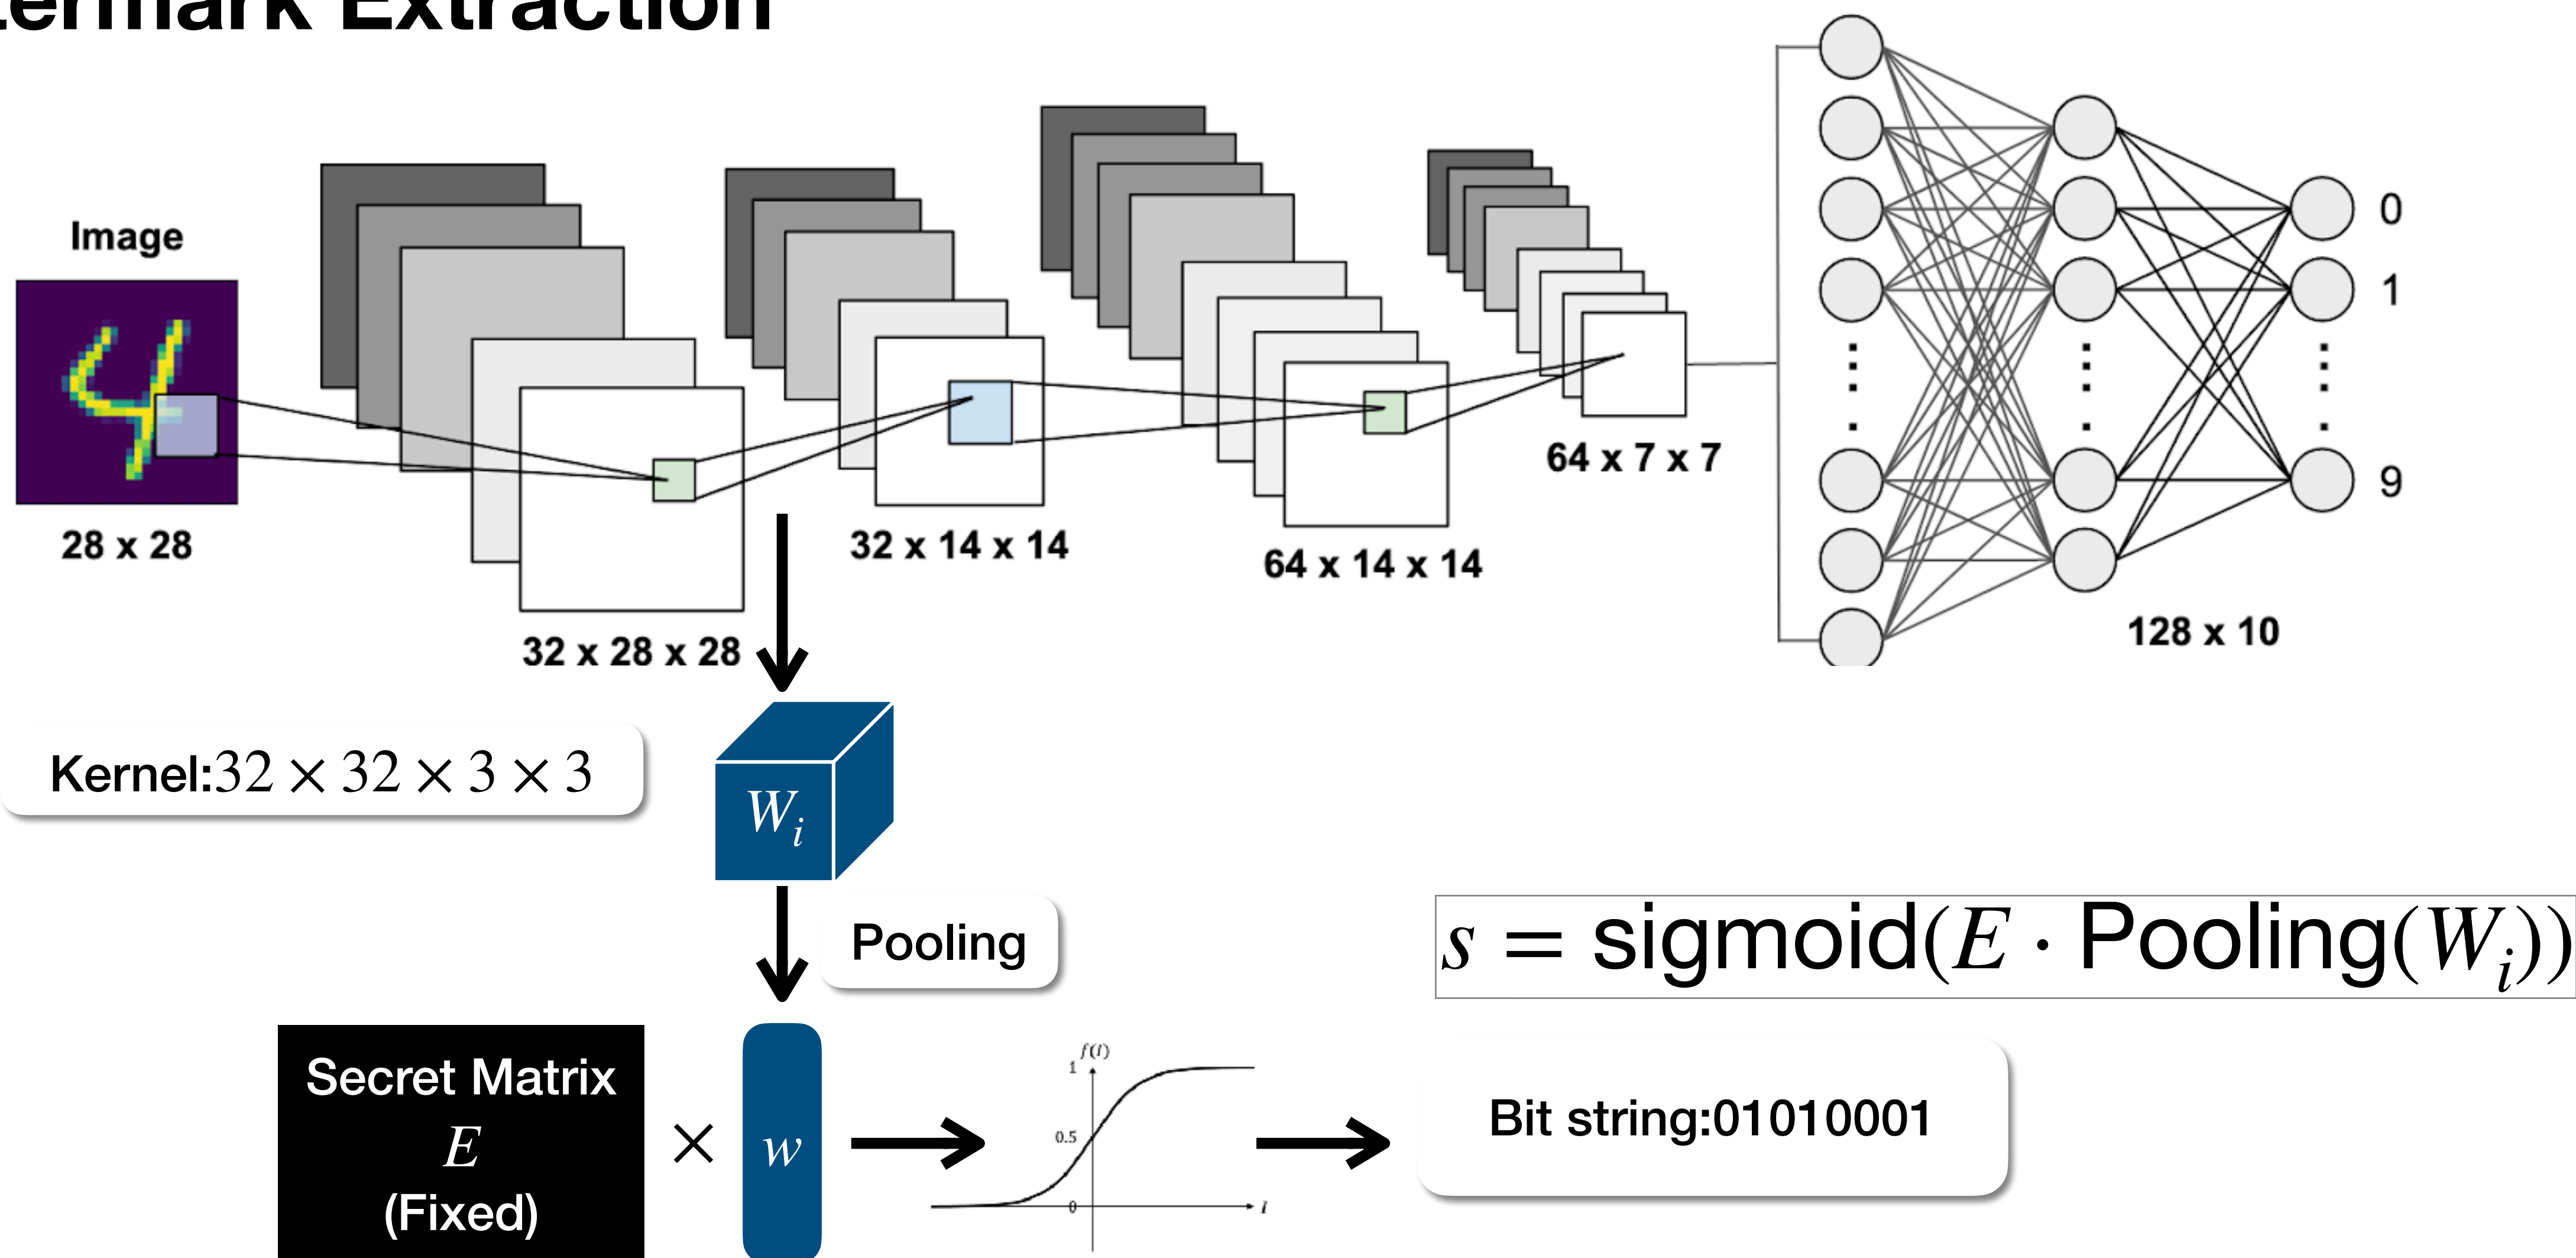 Extraction
Image
28 x 28
32 x 28 x 28
32 x 14 x 14
64 x 14 x 14
64 x 7 x 7
0
1
9
128 x 10
Kernel:32 × 32 × 3 × 3
W_i
Pooling
s = sigmoid(E · Pooling(W_i))
Secret Matrix
E
(Fixed)
×
w
f(l)
1
0.5
0
l
Bit string:01010001